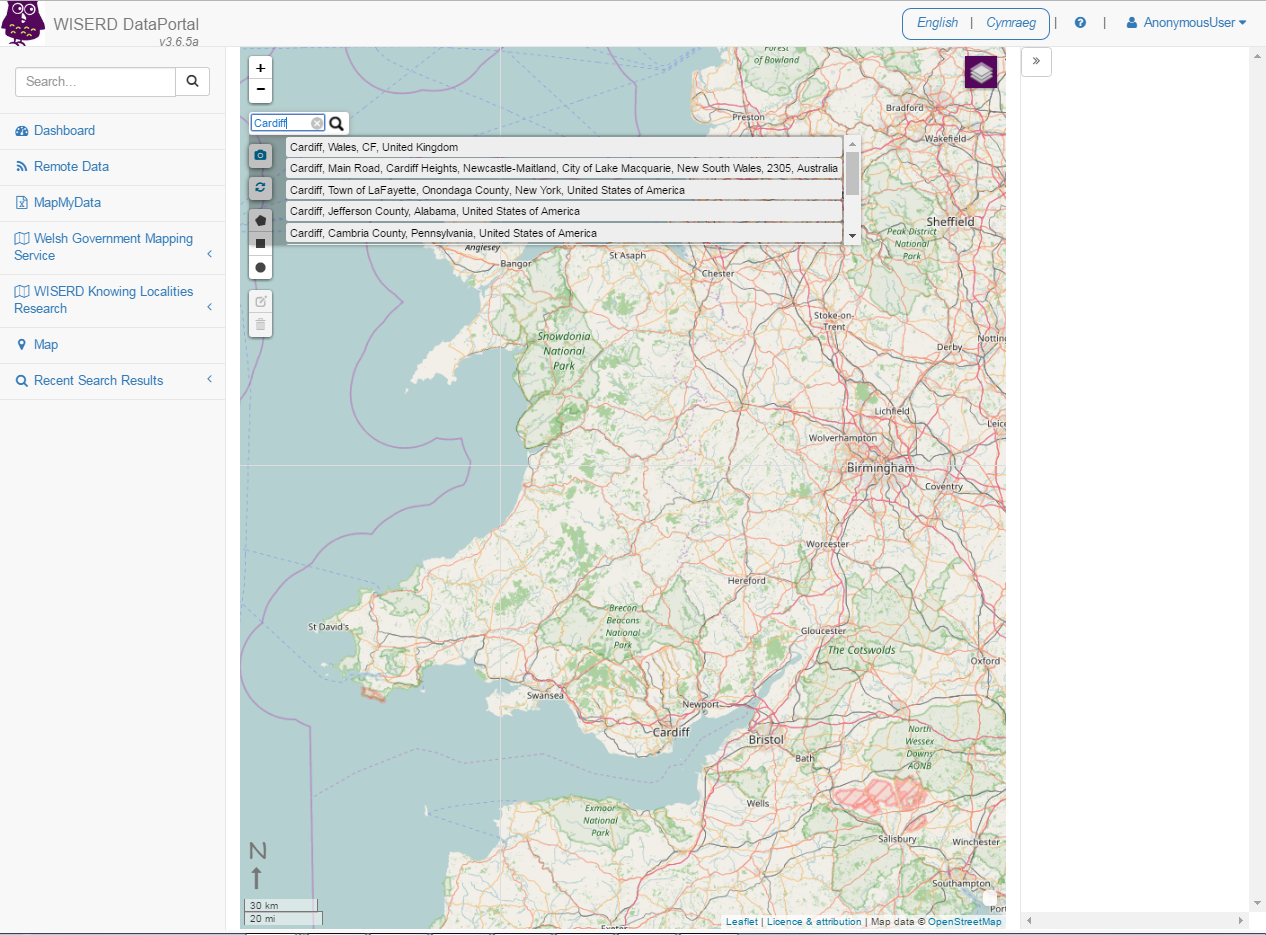 WISERD DataPortal
v3.6.5a
English | Cymraeg | | AnonymousUser
Search...
Dashboard
Remote Data
MapMyData
Welsh Government Mapping
Service
WISERD Knowing Localities
Research
Map
Recent Search Results
+
−
Cardiff
Cardiff, Wales, CF, United Kingdom
Cardiff, Main Road, Cardiff Heights, Newcastle-Maitland, City of Lake Macquarie, New South Wales, 2305, Australia
Cardiff, Town of LaFayette, Onondaga County, New York, United States of America
Cardiff, Jefferson County, Alabama, United States of America
Cardiff, Cambria County, Pennsylvania, United States of America
»
Forest
of Bowland
Bradford
Preston
Wakefield
Sheffield
Peak District
National
Park
Anglesey
Bangor
St Asaph
Chester
Stoke-on-
Trent
Derby
Snowdonia
National
Park
Lichfield
Wolverhampton
Birmingham
Coventry
Worcester
Hereford
Brecon
Beacons
National
Park
St David's
Gloucester
The Cotswolds
Oxford
Swansea
Newport
Cardiff
Bristol
Bath
North
Wessex
Downs
AONB
Wells
Exmoor
National
Park
Salisbury
Winchester
Southampton
Exeter
N
30 km
20 mi
Leaflet | Licence & attribution | Map data © OpenStreetMap